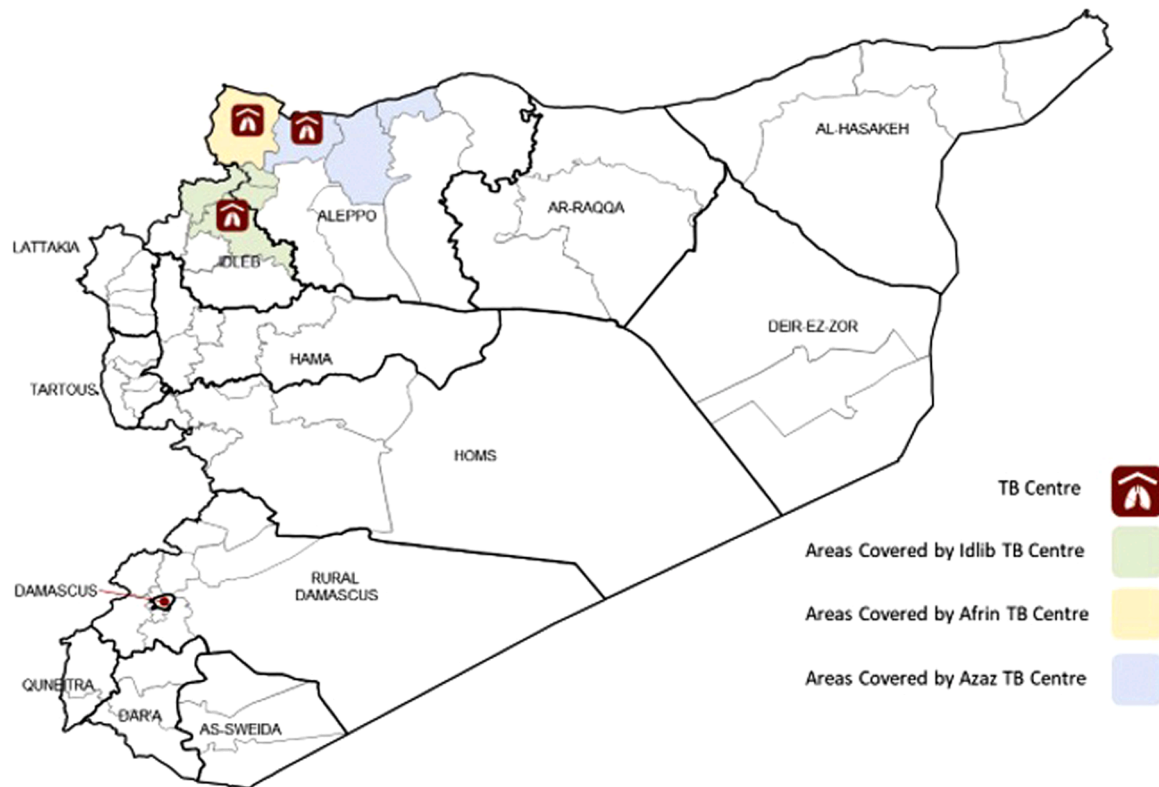 AL-HASAKEH
AR-RAQQA
ALEPPO
LATTAKIA
IDLEB
DEIR-EZ-ZOR
HAMA
TARTOUS
HOMS
TB Centre
Areas Covered by Idlib TB Centre
RURAL
DAMASCUS
DAMASCUS
Areas Covered by Afrin TB Centre
Areas Covered by Azaz TB Centre
QUNEITRA
DAR'A
AS-SWEIDA